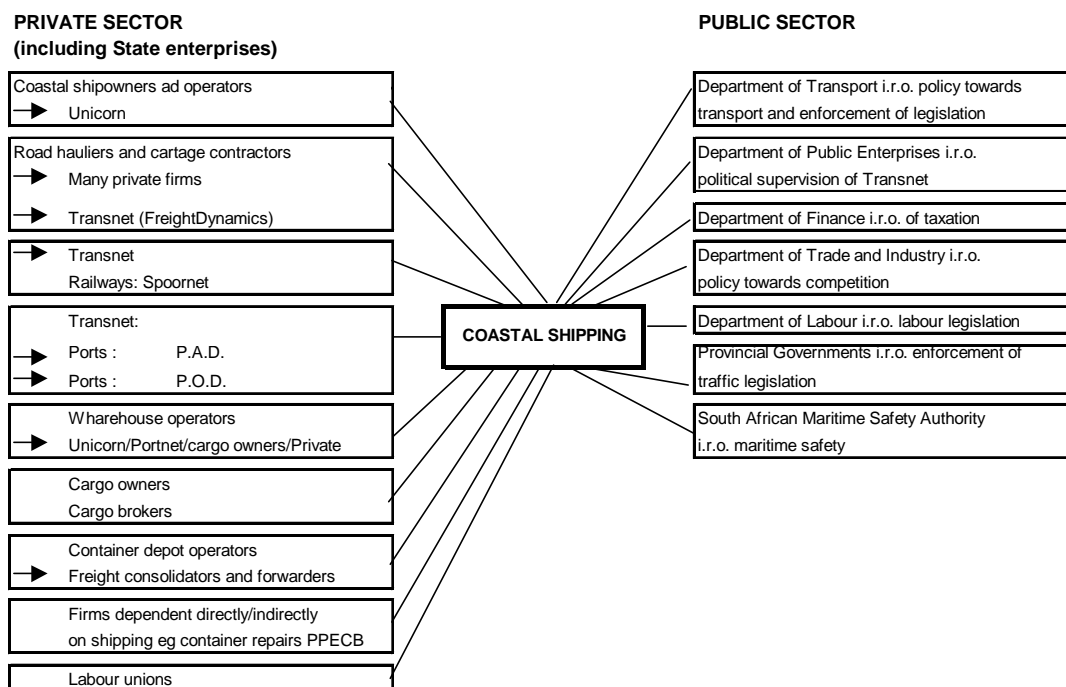 PRIVATE SECTOR
(including State enterprises)
Coastal shipowners ad operators
Unicorn
Road hauliers and cartage contractors
Many private firms
Transnet (FreightDynamics)
Transnet
Railways: Spoornet
Transnet:
Ports : P.A.D.
Ports : P.O.D.
Wharehouse operators
Unicorn/Portnet/cargo owners/Private
Cargo owners
Cargo brokers
Container depot operators
Freight consolidators and forwarders
Firms dependent directly/indirectly
on shipping eg container repairs PPECB
Labour unions
COASTAL SHIPPING
PUBLIC SECTOR
Department of Transport i.r.o. policy towards
transport and enforcement of legislation
Department of Public Enterprises i.r.o.
political supervision of Transnet
Department of Finance i.r.o. of taxation
Department of Trade and Industry i.r.o.
policy towards competition
Department of Labour i.r.o. labour legislation
Provincial Governments i.r.o. enforcement of
traffic legislation
South African Maritime Safety Authority
i.r.o. maritime safety